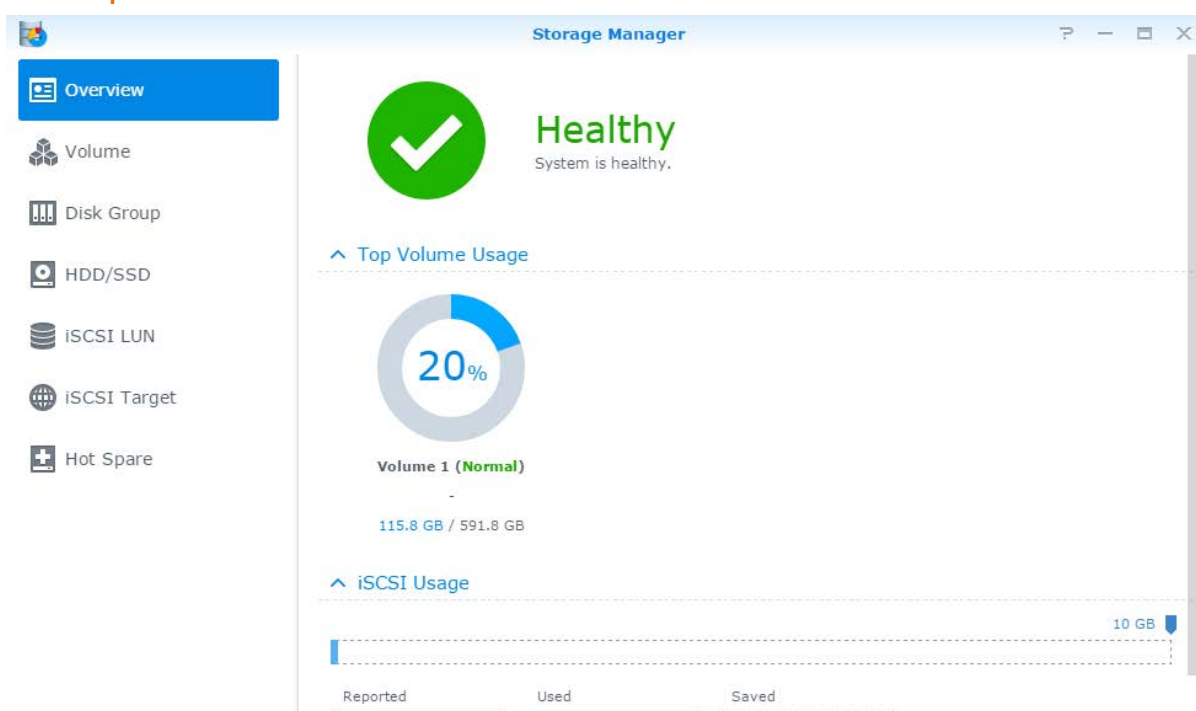 Storage Manager
Overview
Volume
Disk Group
HDD/SSD
iSCSI LUN
iSCSI Target
Hot Spare
Healthy
System is healthy.
Top Volume Usage
20%
Volume 1 (Normal)
-
115.8 GB / 591.8 GB
iSCSI Usage
10 GB
Reported Used Saved